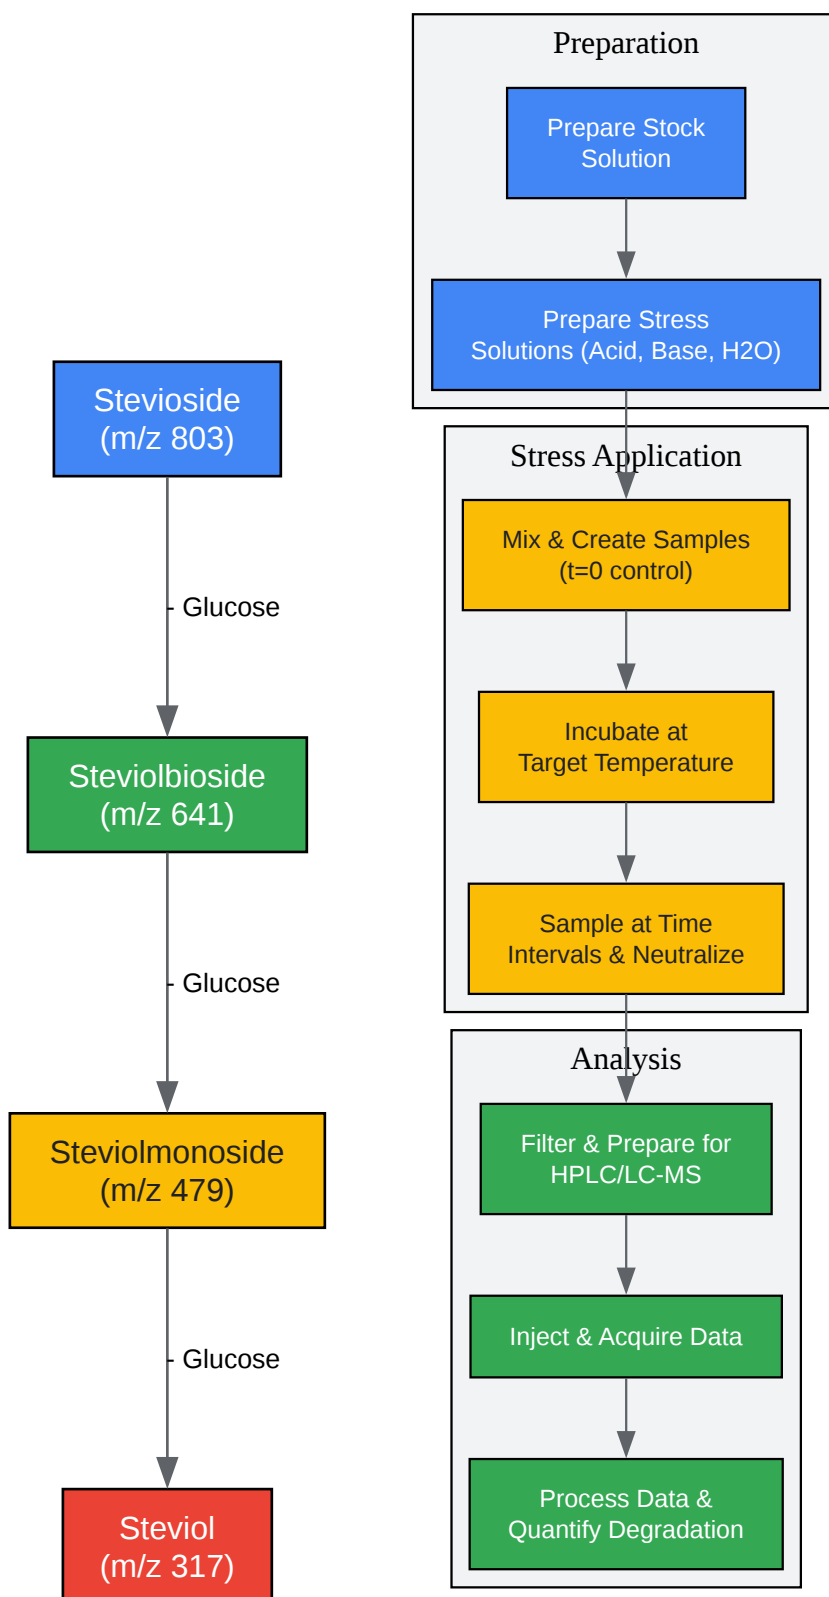 Stevioside
(m/z 803)
- Glucose
Steviolbioside
(m/z 641)
- Glucose
Steviolmonoside
(m/z 479)
- Glucose
Steviol
(m/z 317)
Preparation
Prepare Stock
Solution
Prepare Stress
Solutions (Acid, Base, H2O)
Stress Application
Mix & Create Samples
(t=0 control)
Incubate at
Target Temperature
Sample at Time
Intervals & Neutralize
Analysis
Filter & Prepare for
HPLC/LC-MS
Inject & Acquire Data
Process Data &
Quantify Degradation